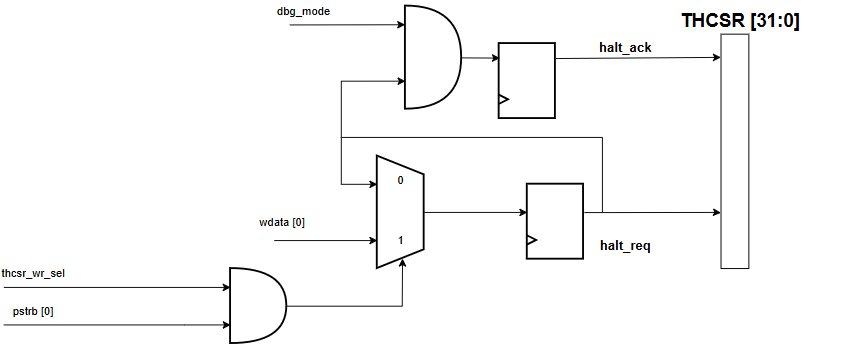 dbg_mode
THCSR [31:0]
halt_ack
0
wdata [0]
1
halt_req
thcsr_wr_sel
pstrb [0]